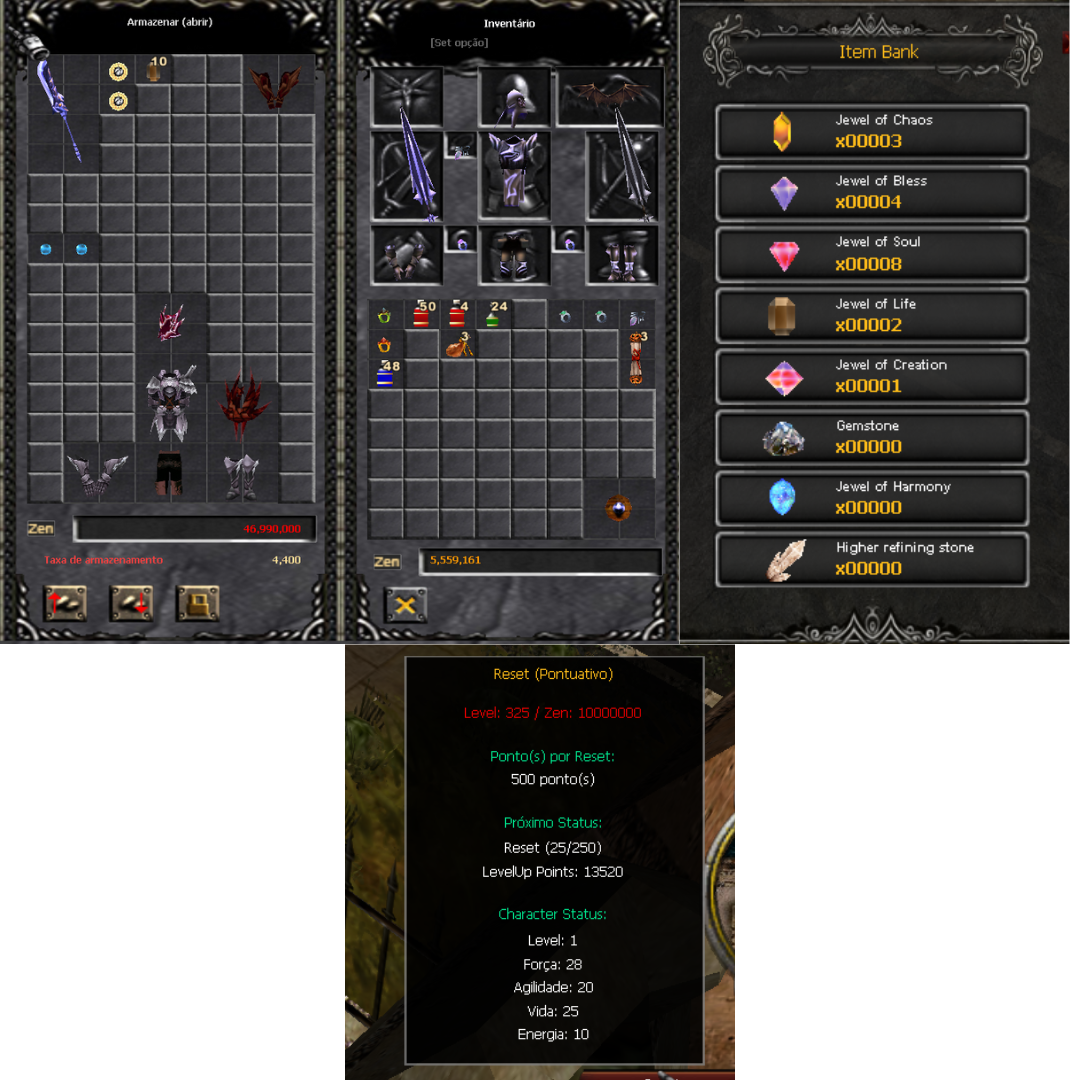 Armazenar (abrir)
10
Zen
46,990,000
Taxa de armazenamento
4,400
Inventário
[Set opção]
50
4
24
3
3
48
Zen
5,559,161
Item Bank
Jewel of Chaos
x00003
Jewel of Bless
x00004
Jewel of Soul
x00008
Jewel of Life
x00002
Jewel of Creation
x00001
Gemstone
x00000
Jewel of Harmony
x00000
Higher refining stone
x00000
Reset (Pontuativo)
Level: 325 / Zen: 10000000
Ponto(s) por Reset:
500 ponto(s)
Próximo Status:
Reset (25/250)
LevelUp Points: 13520
Character Status:
Level: 1
Força: 28
Agilidade: 20
Vida: 25
Energia: 10